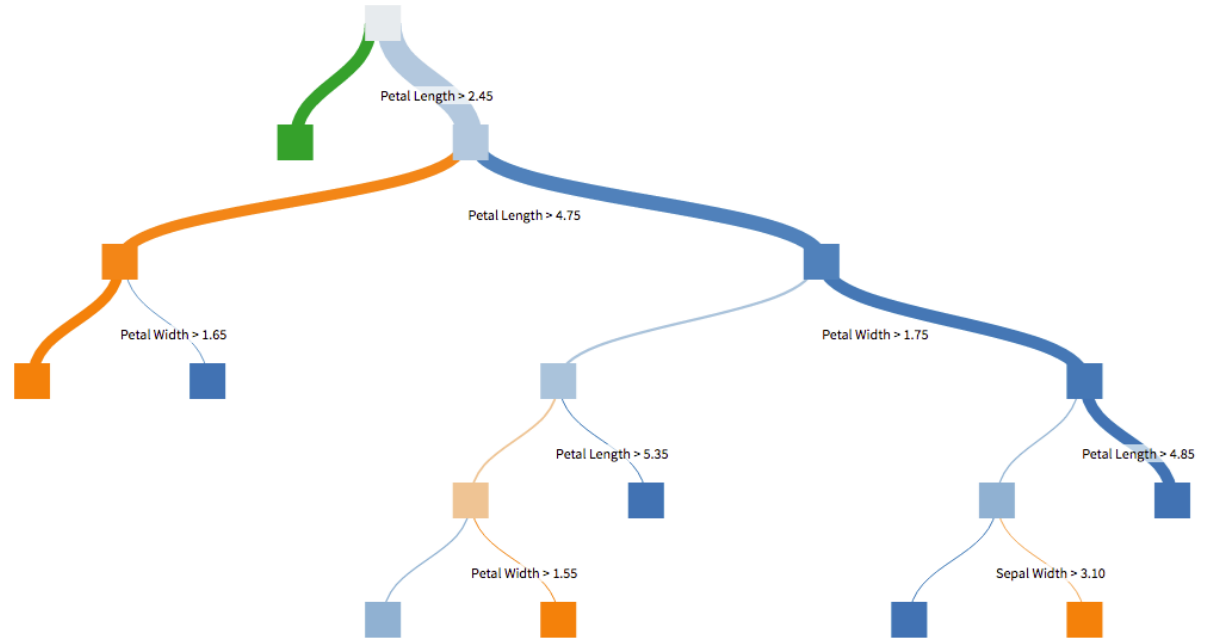 Petal Length > 2.45
Petal Length > 4.75
Petal Width > 1.65
Petal Width > 1.75
Petal Length > 5.35
Petal Length > 4.85
Petal Width > 1.55
Sepal Width > 3.10